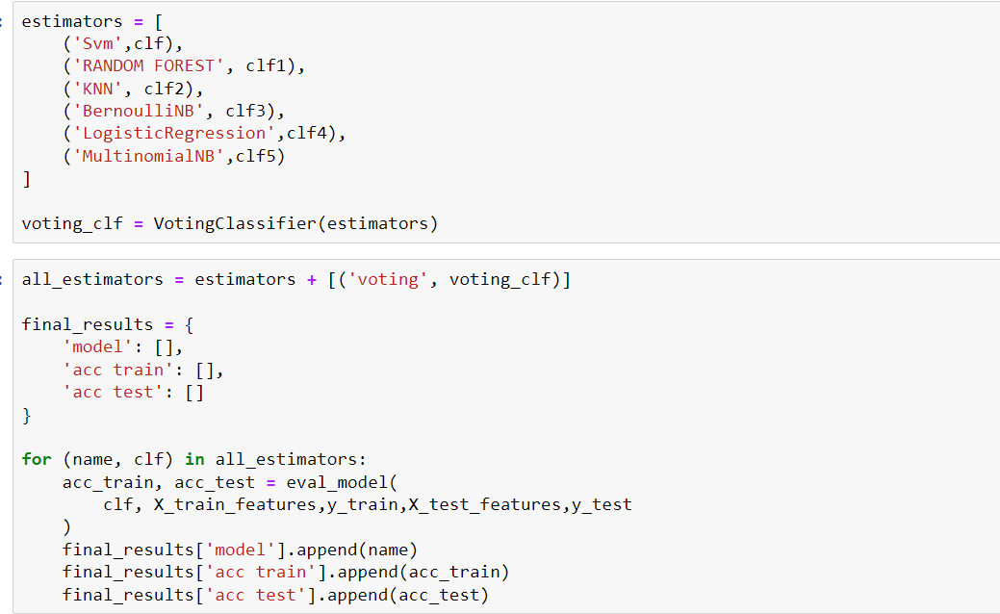 estimators = [
    ('Svm',clf),
    ('RANDOM FOREST', clf1),
    ('KNN', clf2),
    ('BernoulliNB', clf3),
    ('LogisticRegression',clf4),
    ('MultinomialNB',clf5)
]

voting_clf = VotingClassifier(estimators)

all_estimators = estimators + [('voting', voting_clf)]

final_results = {
    'model': [],
    'acc train': [],
    'acc test': []
}

for (name, clf) in all_estimators:
    acc_train, acc_test = eval_model(
        clf, X_train_features,y_train,X_test_features,y_test
    )
    final_results['model'].append(name)
    final_results['acc train'].append(acc_train)
    final_results['acc test'].append(acc_test)